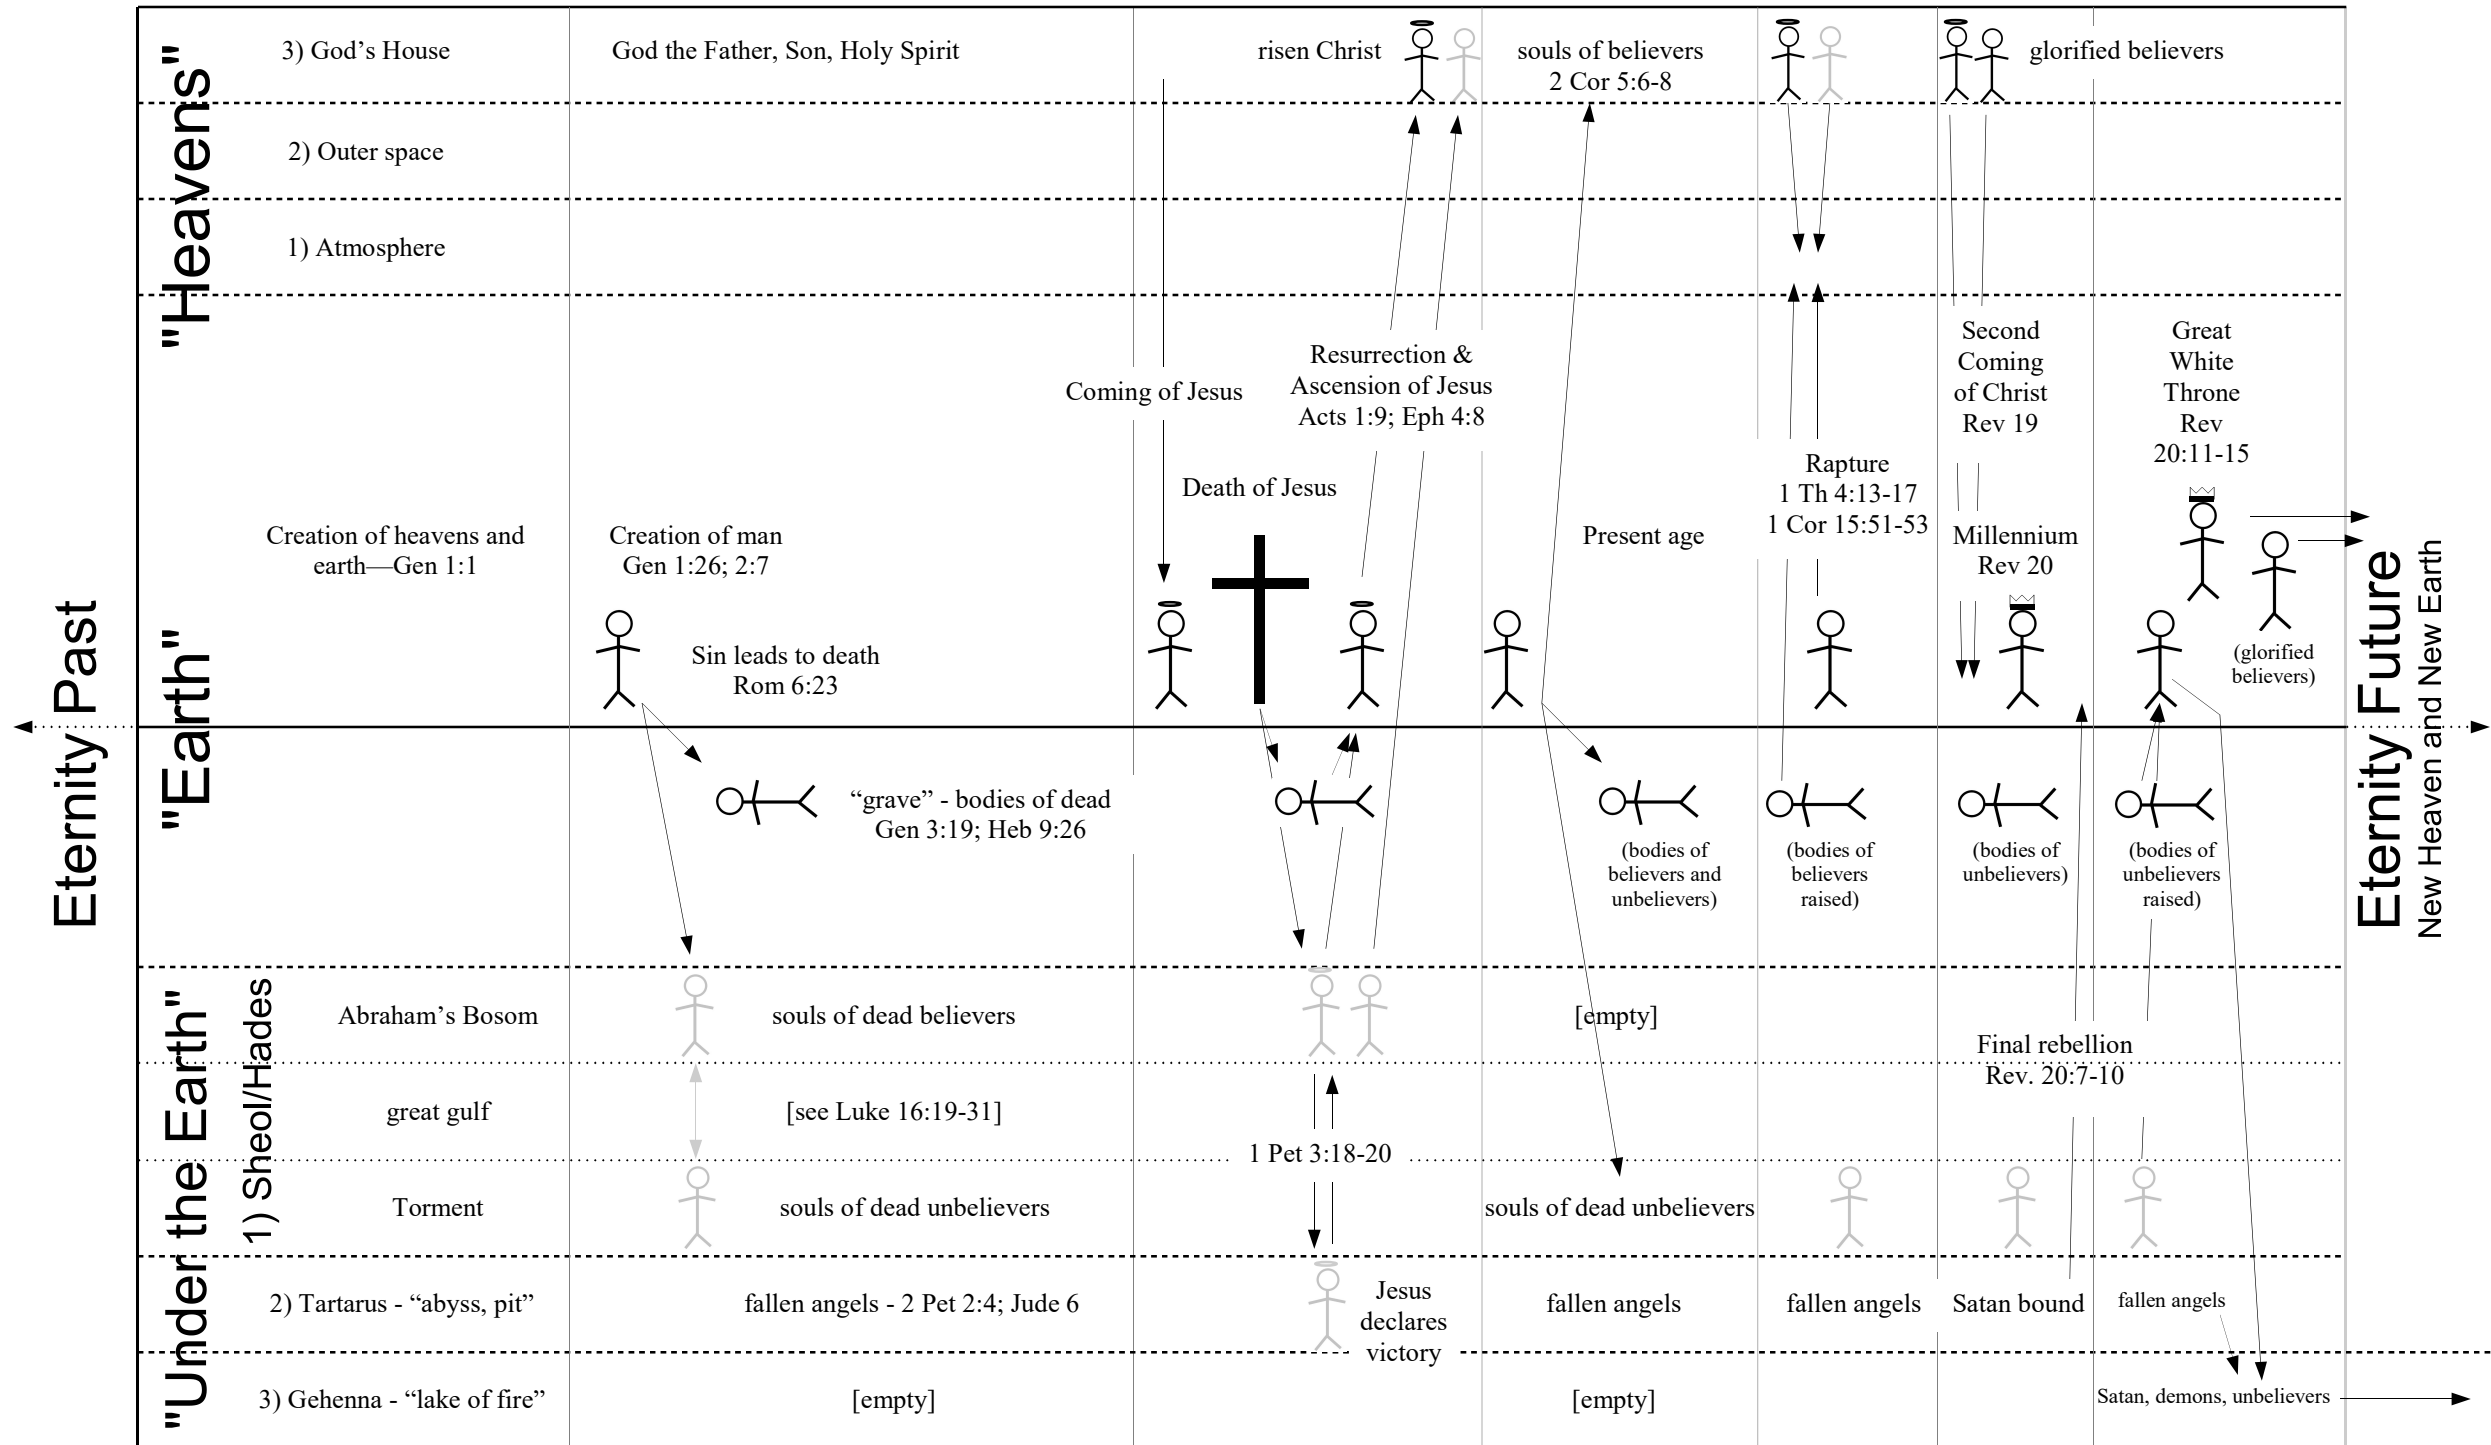 "Heavens"
3) God’s House
God the Father, Son, Holy Spirit
risen Christ
souls of believers
2 Cor 5:6-8
glorified believers
2) Outer space
1) Atmosphere
Eternity Past
"Earth"
Creation of heavens and
earth—Gen 1:1
Creation of man
Gen 1:26; 2:7
Sin leads to death
Rom 6:23
“grave” - bodies of dead
Gen 3:19; Heb 9:26
Coming of Jesus
Death of Jesus
Resurrection &
Ascension of Jesus
Acts 1:9; Eph 4:8
Present age
(bodies of
believers and
unbelievers)
Rapture
1 Th 4:13-17
1 Cor 15:51-53
(bodies of
believers
raised)
Second
Coming
of Christ
Rev 19
Millennium
Rev 20
(bodies of
unbelievers)
Great
White
Throne
Rev
20:11-15
(glorified
believers)
(bodies of
unbelievers
raised)
Eternity Future
New Heaven and New Earth
"Under the Earth"
1) Sheol/Hades
Abraham’s Bosom
souls of dead believers
[empty]
Final rebellion
Rev. 20:7-10
great gulf
[see Luke 16:19-31]
1 Pet 3:18-20
Torment
souls of dead unbelievers
souls of dead unbelievers
2) Tartarus - “abyss, pit”
fallen angels - 2 Pet 2:4; Jude 6
Jesus
declares
victory
fallen angels
fallen angels
Satan bound
fallen angels
3) Gehenna - “lake of fire”
[empty]
[empty]
Satan, demons, unbelievers